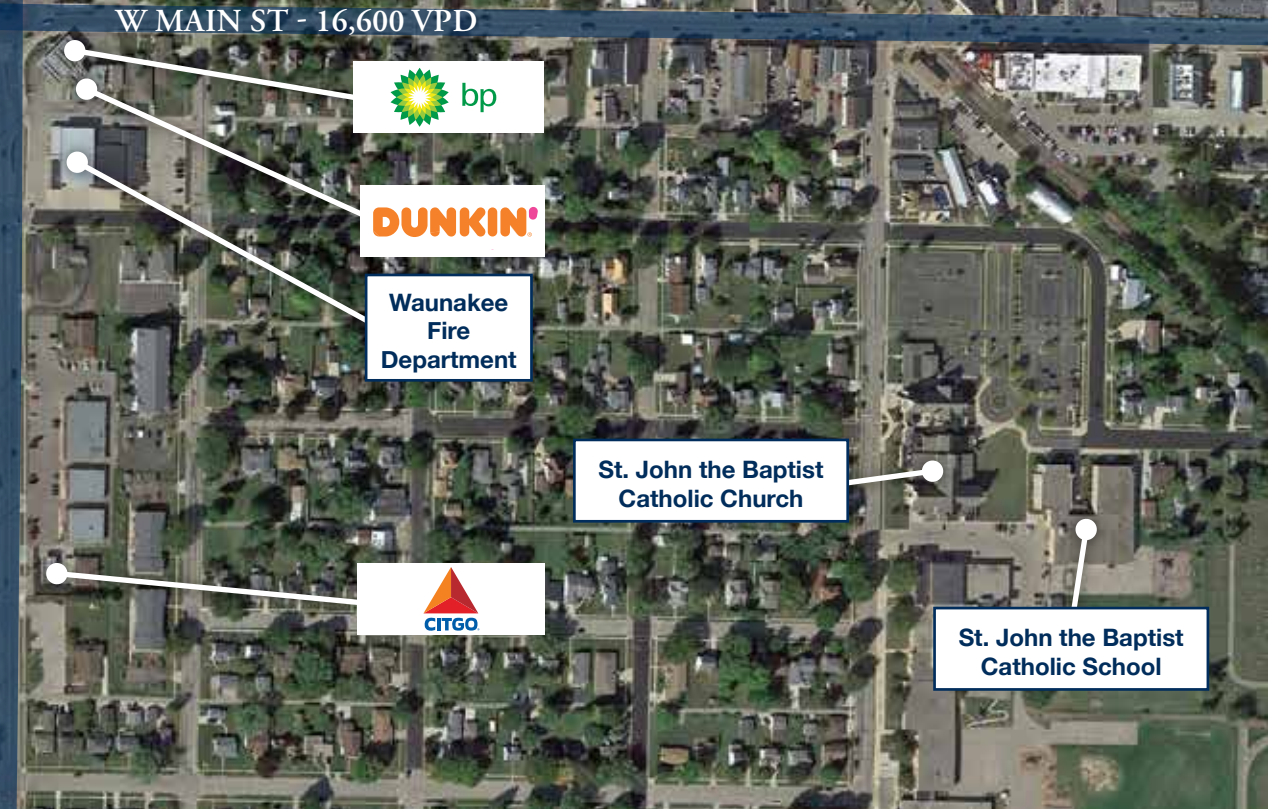 W MAIN ST - 16,600 VPD
bp
DUNKIN'
Waunakee
Fire
Department
St. John the Baptist
Catholic Church
CITGO
St. John the Baptist
Catholic School